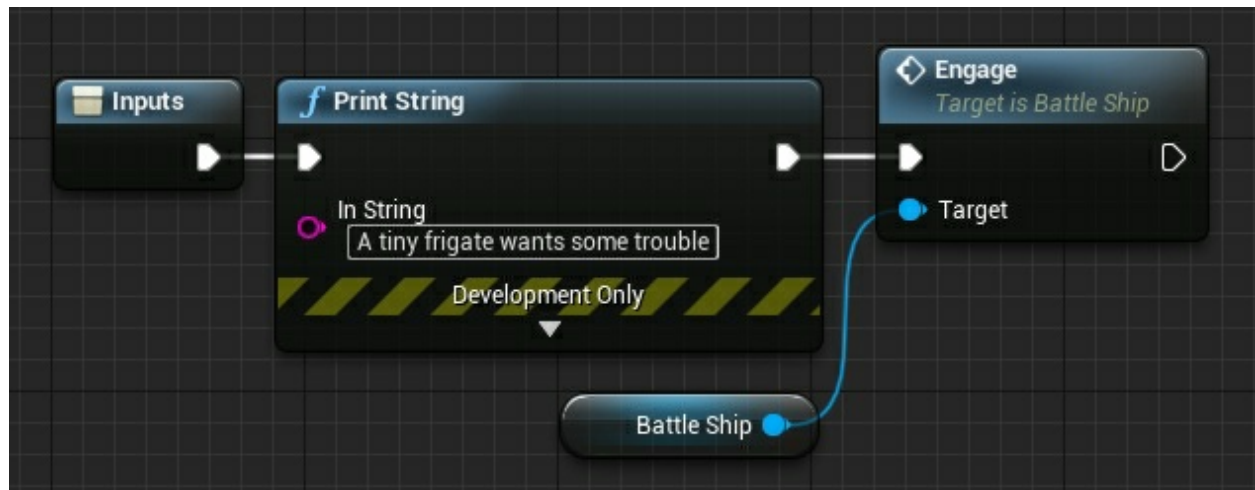 Inputs
Print String
In String
A tiny frigate wants some trouble
Development Only
Engage
Target is Battle Ship
Target
Battle Ship